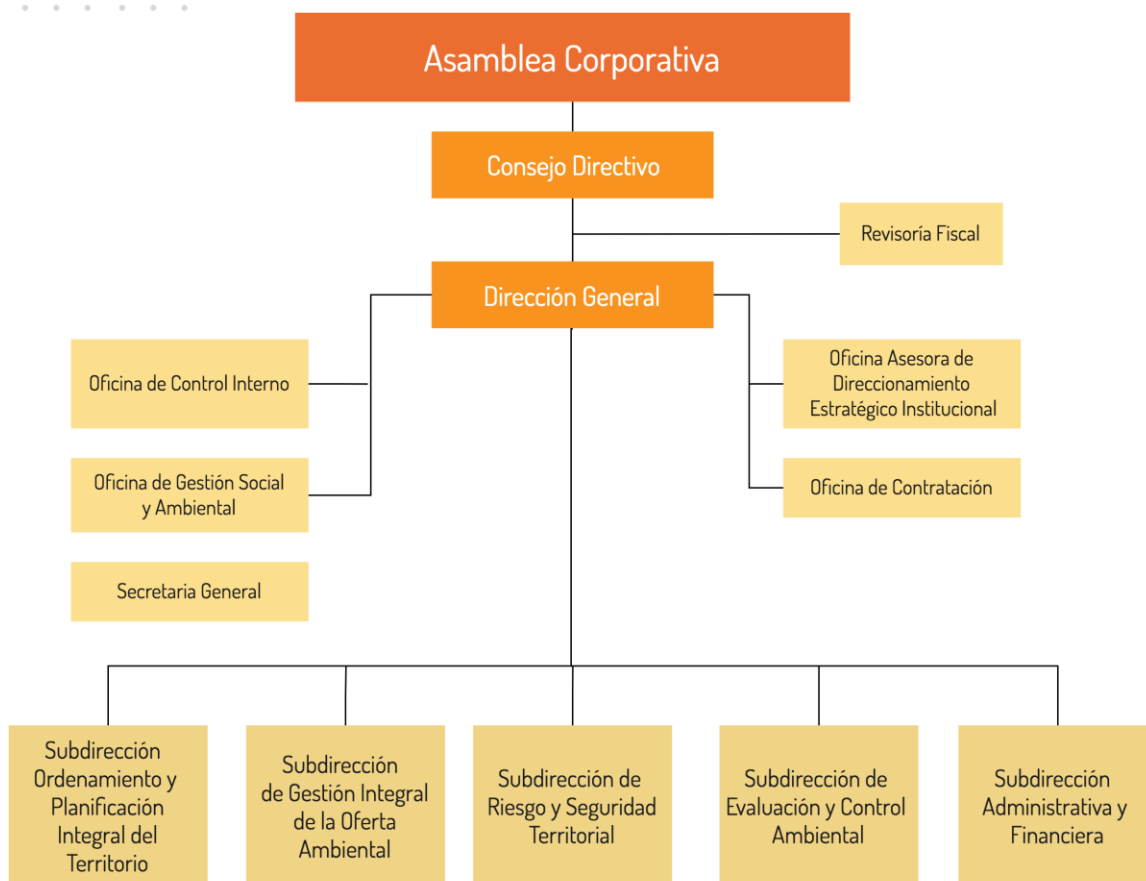 Asamblea Corporativa
Consejo Directivo
Revisoría Fiscal
Dirección General
Oficina de Control Interno
Oficina Asesora de
Direccionamiento
Estratégico Institucional
Oficina de Gestión Social
y Ambiental
Oficina de Contratación
Secretaria General
Subdirección
Ordenamiento y
Planificación
Integral del
Territorio
Subdirección
de Gestión Integral
de la Oferta
Ambiental
Subdirección de
Riesgo y Seguridad
Territorial
Subdirección de
Evaluación y Control
Ambiental
Subdirección
Administrativa y
Financiera